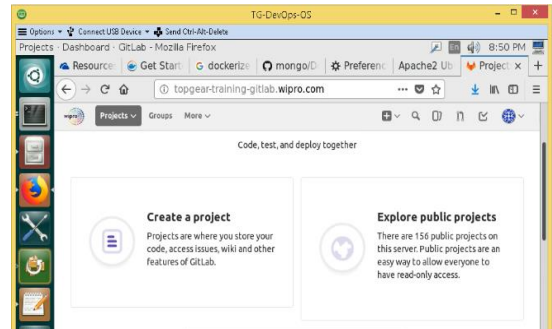 TG-DevOps-OS
Options Connect USB Device Send Ctrl-Alt-Delete
Projects · Dashboard · GitLab - Mozilla Firefox En 8:50 PM
Resource: Get Start G dockerize mongo/D Preferenc Apache2 Ub Project
topgear-training-gitlab.wipro.com
wipro Projects Groups More
Code, test, and deploy together
Create a project
Projects are where you store your
code, access issues, wiki and other
features of GitLab.
Explore public projects
There are 156 public projects on
this server. Public projects are an
easy way to allow everyone to
have read-only access.